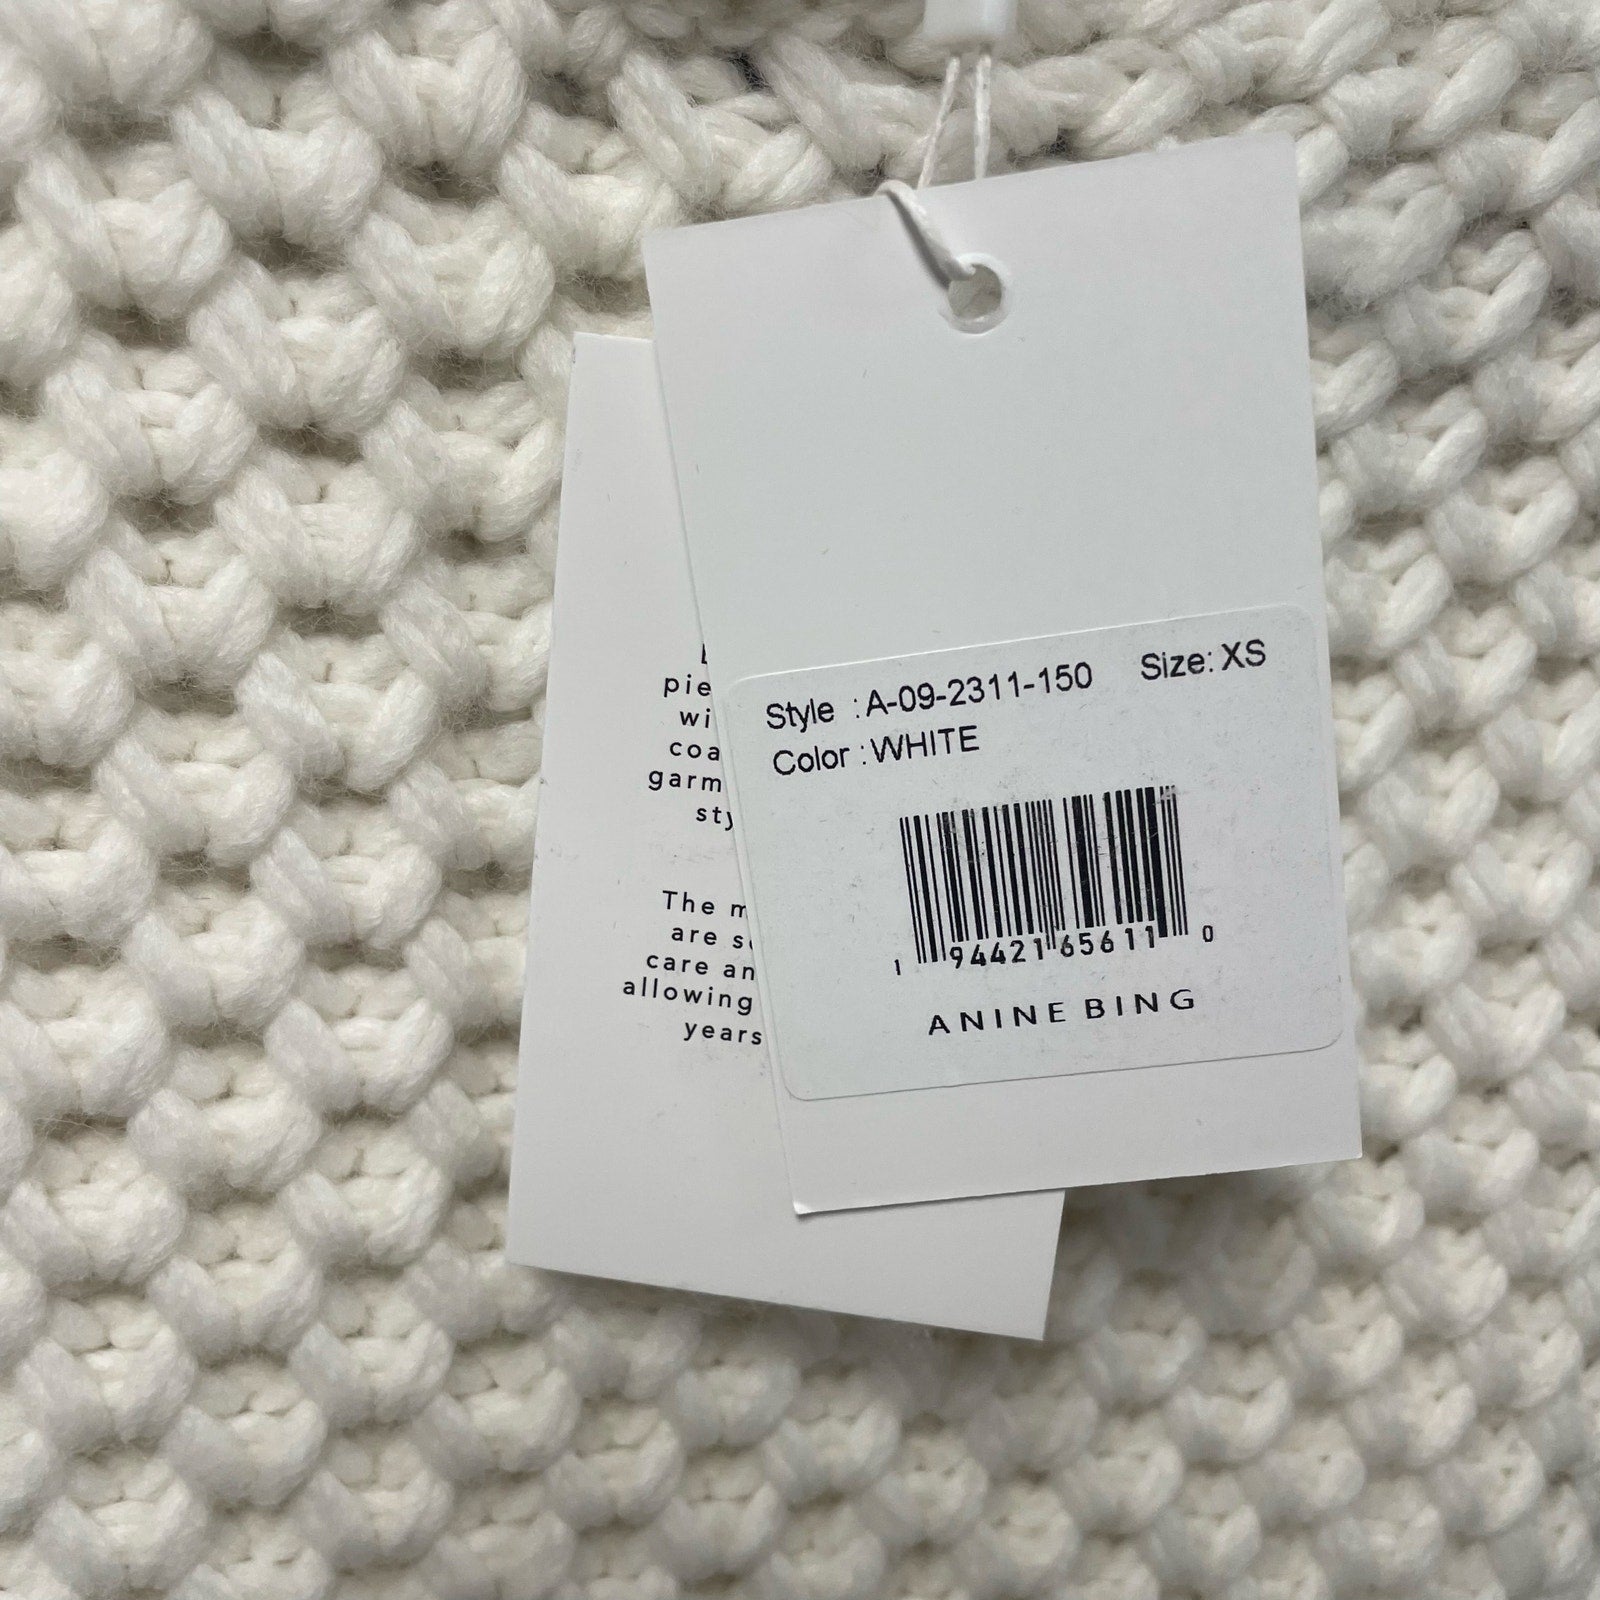 pie
wi
coa
garm
sty
The m
are s
care an
allowing
years
Style : A-09-2311-150 Size: XS
Color : WHITE
1 94421 65611 0
ANINE BING